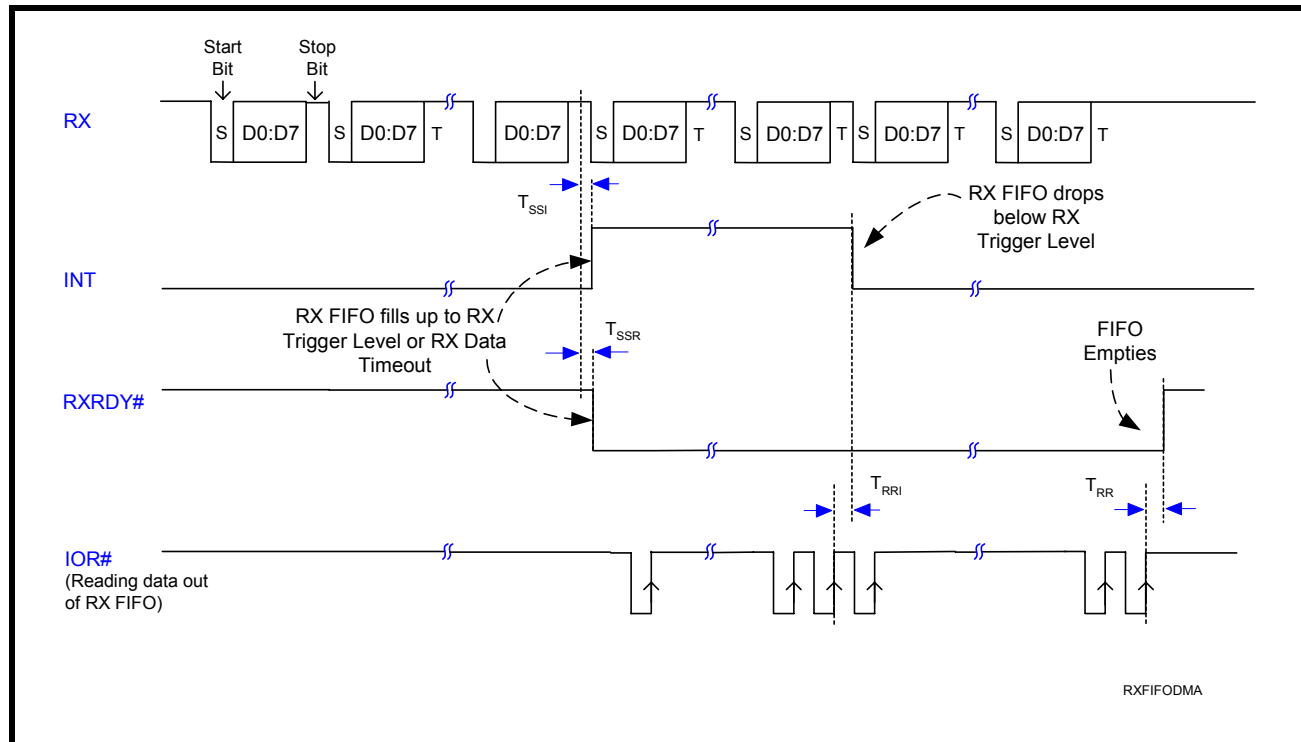 Start
Bit
Stop
Bit
RX
S D0:D7 S D0:D7 T D0:D7 S D0:D7 T S D0:D7 T S D0:D7 T S D0:D7 T
TSSI
RX FIFO drops
below RX
Trigger Level
INT
RX FIFO fills up to RX
Trigger Level or RX Data
Timeout
TSSR
FIFO
Empties
RXRDY#
TRRI
TRR
IOR#
(Reading data out
of RX FIFO)
RXFIFODMA